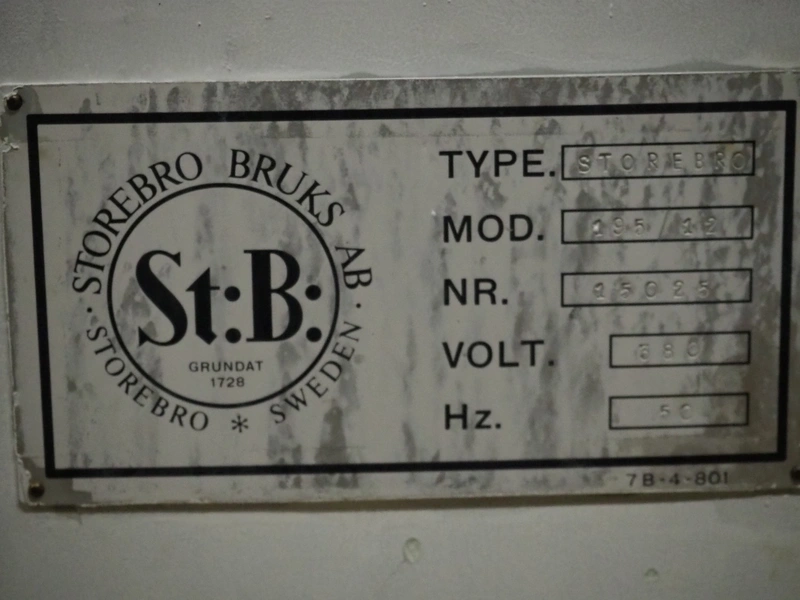 STOREBRO BRUKS AB
St:B:
GRUNDAT
1728
STOREBRO * SWEDEN
TYPE. STOREBRO
MOD. 195/12
NR. 15025
VOLT. 380
Hz. 50
7B-4-801